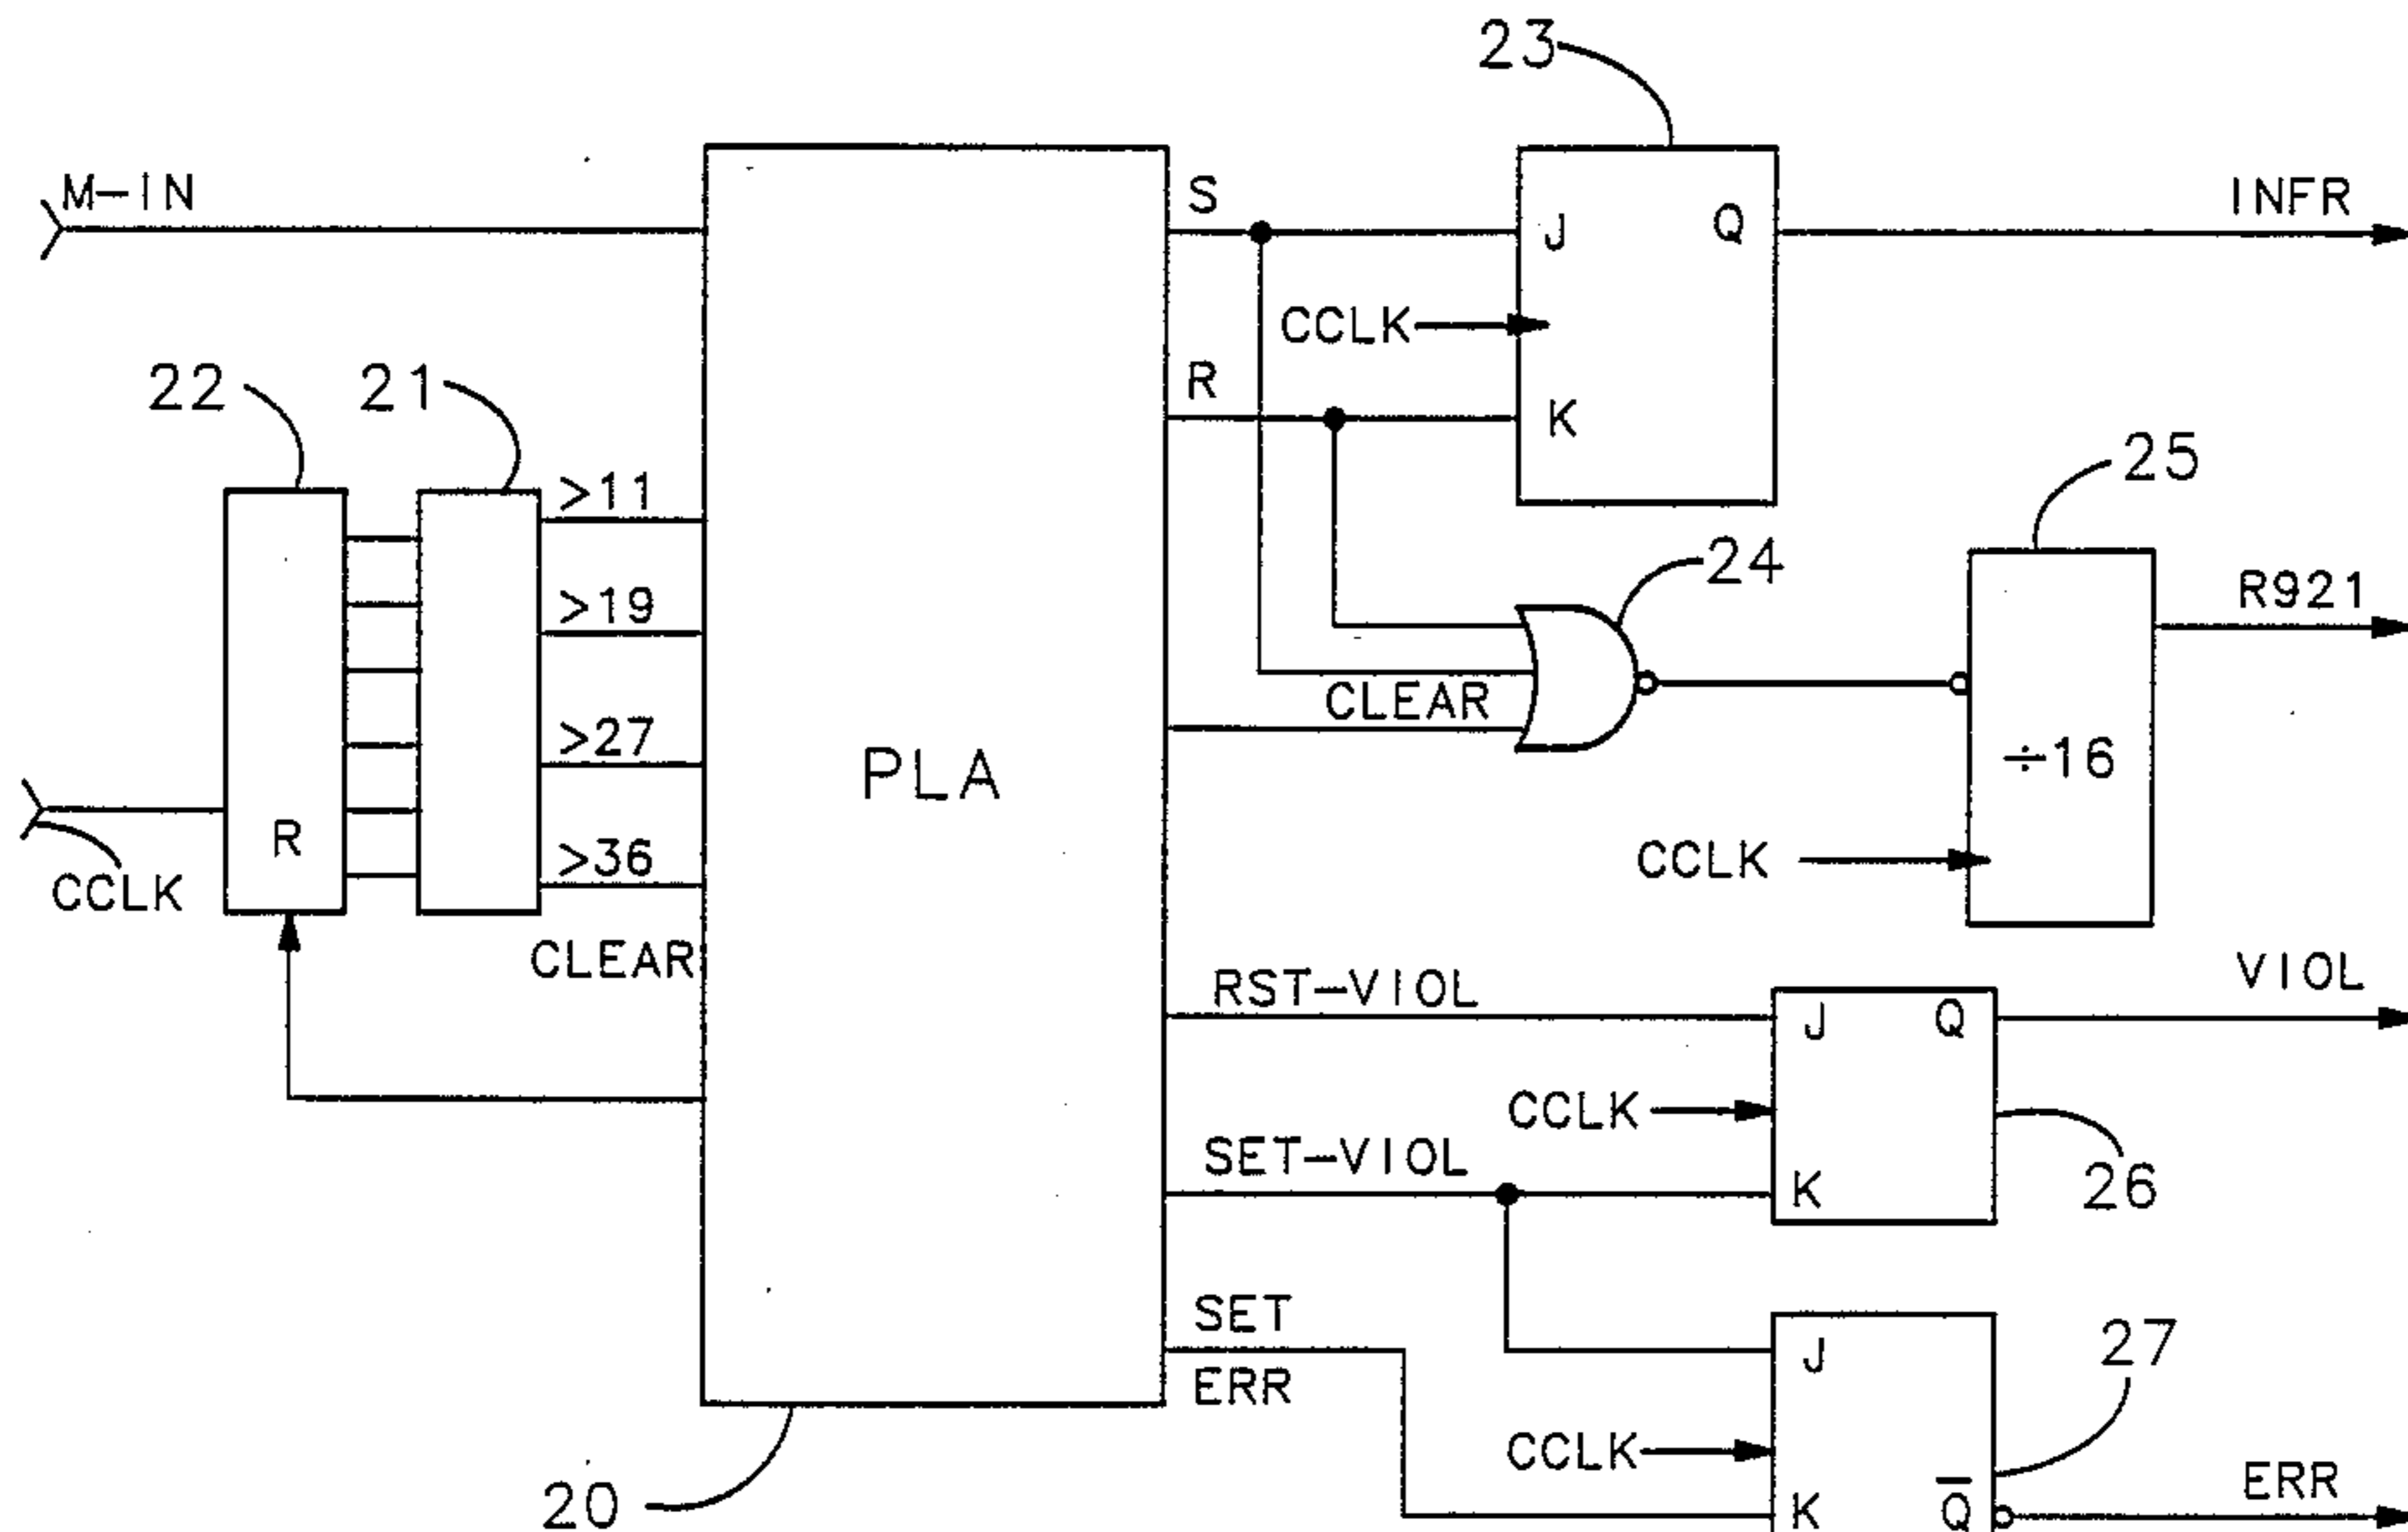 23
M-IN
S
INFR
J
Q
CCLK
22
21
R
K
25
>11
24
R921
>19
CLEAR
>27
PLA
÷16
R
>36
CCLK
CCLK
CLEAR
RST-VIOL
VIOL
J
Q
CCLK
SET-VIOL
K
26
SET
J
27
ERR
CCLK
20
K
Q̅
ERR